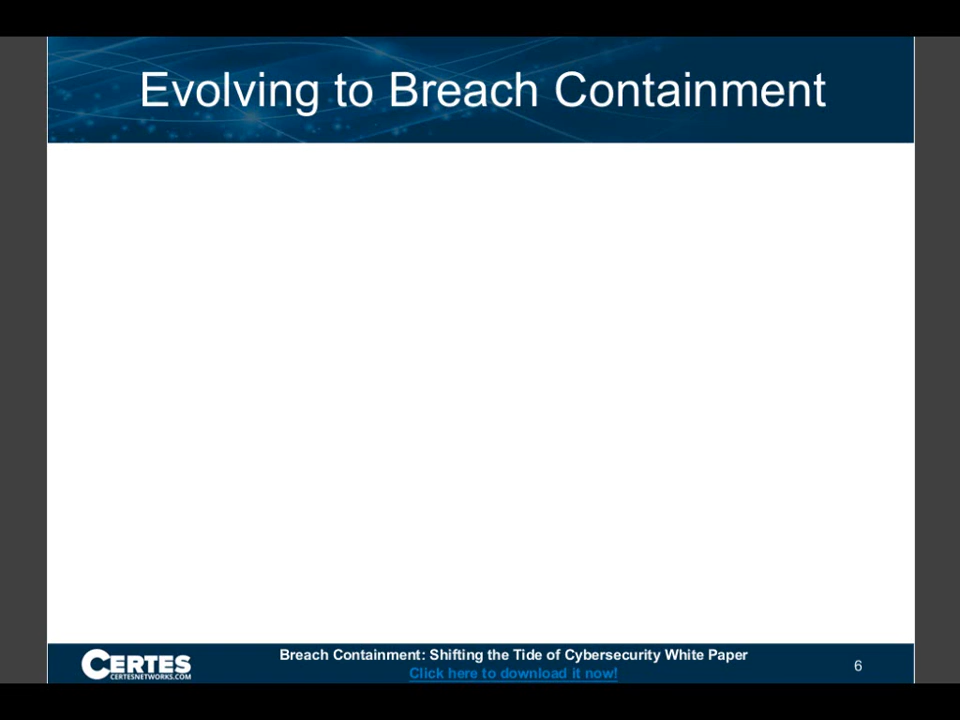 Evolving to Breach Containment
Breach Containment: Shifting the Tide of Cybersecurity White Paper
Click here to download it now!
CERTES
CERTESNETWORKS.COM
6